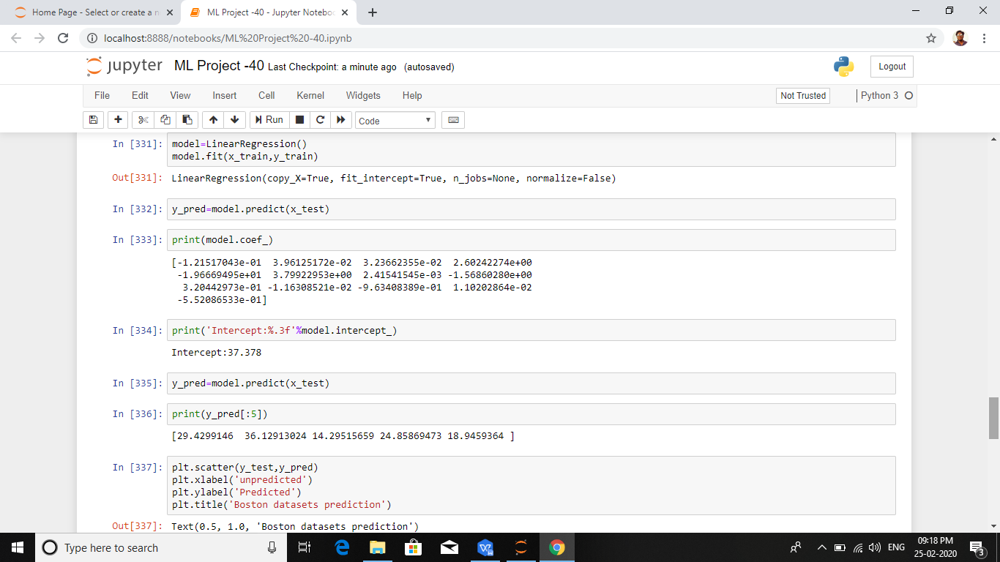 Home Page - Select or create a n
ML Project -40 - Jupyter Noteboo
localhost:8888/notebooks/ML%20Project%20-40.ipynb
jupyter ML Project -40 Last Checkpoint: a minute ago (autosaved)
Logout
File Edit View Insert Cell Kernel Widgets Help
Not Trusted
Python 3
Run
Code
In [331]: model=LinearRegression()
model.fit(x_train,y_train)
Out[331]: LinearRegression(copy_X=True, fit_intercept=True, n_jobs=None, normalize=False)
In [332]: y_pred=model.predict(x_test)
In [333]: print(model.coef_)
[-1.21517043e-01 3.96125172e-02 3.23662355e-02 2.60242274e+00
-1.96669495e+01 3.79922953e+00 2.41541545e-03 -1.56860280e+00
3.20442973e-01 -1.16308521e-02 -9.63408389e-01 1.10202864e-02
-5.52086533e-01]
In [334]: print('Intercept:%.3f'%model.intercept_)
Intercept:37.378
In [335]: y_pred=model.predict(x_test)
In [336]: print(y_pred[:5])
[29.4299146 36.12913024 14.29515659 24.85869473 18.9459364 ]
In [337]: plt.scatter(y_test,y_pred)
plt.xlabel('unpredicted')
plt.ylabel('Predicted')
plt.title('Boston datasets prediction')
Out[337]: Text(0.5, 1.0, 'Boston datasets prediction')
Type here to search
ENG
09:18 PM
25-02-2020
3